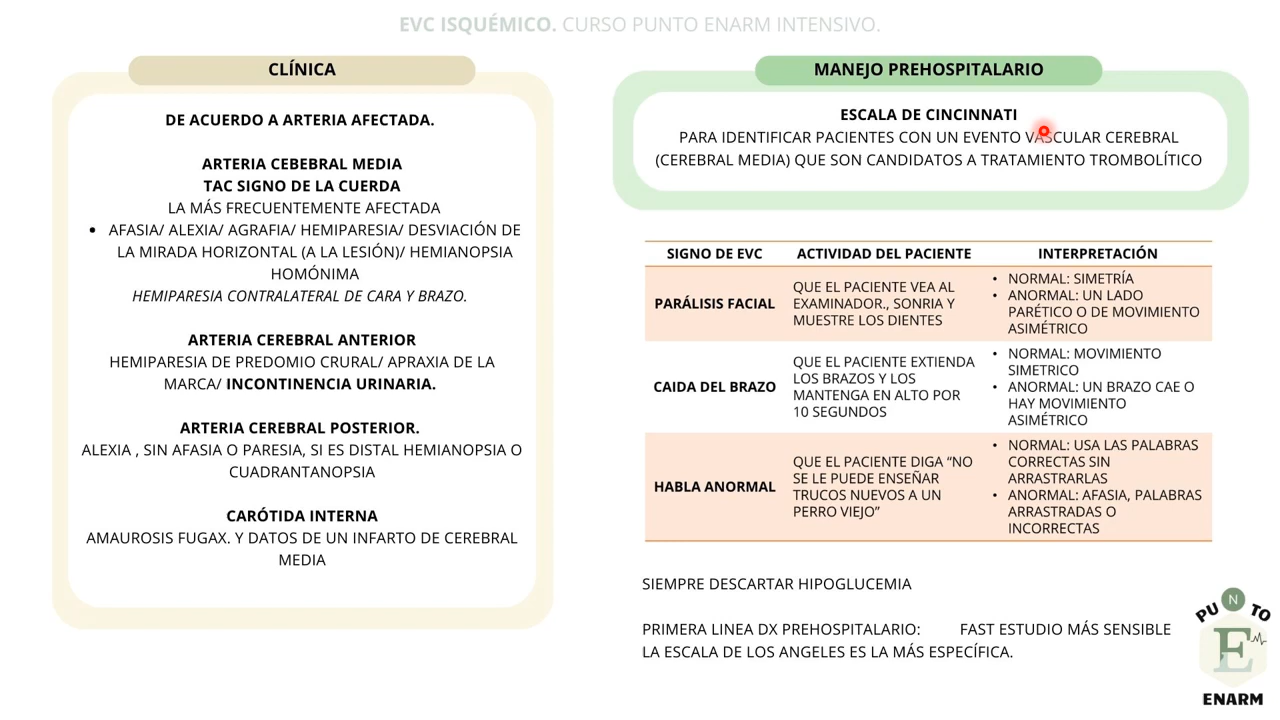 EVC ISQUÉMICO. CURSO PUNTO ENARM INTENSIVO.
CLÍNICA
DE ACUERDO A ARTERIA AFECTADA.
ARTERIA CEBEBRAL MEDIA
TAC SIGNO DE LA CUERDA
LA MÁS FRECUENTEMENTE AFECTADA
• AFASIA/ ALEXIA/ AGRAFIA/ HEMIPARESIA/ DESVIACIÓN DE
LA MIRADA HORIZONTAL (A LA LESIÓN)/ HEMIANOPSIA
HOMÓNIMA
HEMIPARESIA CONTRALATERAL DE CARA Y BRAZO.
ARTERIA CEREBRAL ANTERIOR
HEMIPARESIA DE PREDOMIO CRURAL/ APRAXIA DE LA
MARCA/ INCONTINENCIA URINARIA.
ARTERIA CEREBRAL POSTERIOR.
ALEXIA , SIN AFASIA O PARESIA, SI ES DISTAL HEMIANOPSIA O
CUADRANTANOPSIA
CARÓTIDA INTERNA
AMAUROSIS FUGAX. Y DATOS DE UN INFARTO DE CEREBRAL
MEDIA
MANEJO PREHOSPITALARIO
ESCALA DE CINCINNATI
PARA IDENTIFICAR PACIENTES CON UN EVENTO VASCULAR CEREBRAL
(CEREBRAL MEDIA) QUE SON CANDIDATOS A TRATAMIENTO TROMBOLÍTICO
SIGNO DE EVC ACTIVIDAD DEL PACIENTE INTERPRETACIÓN
PARÁLISIS FACIAL
QUE EL PACIENTE VEA AL
EXAMINADOR., SONRIA Y
MUESTRE LOS DIENTES
• NORMAL: SIMETRÍA
• ANORMAL: UN LADO
PARÉTICO O DE MOVIMIENTO
ASIMÉTRICO
CAIDA DEL BRAZO
QUE EL PACIENTE EXTIENDA
LOS BRAZOS Y LOS
MANTENGA EN ALTO POR
10 SEGUNDOS
• NORMAL: MOVIMIENTO
SIMETRICO
• ANORMAL: UN BRAZO CAE O
HAY MOVIMIENTO
ASIMÉTRICO
HABLA ANORMAL
QUE EL PACIENTE DIGA “NO
SE LE PUEDE ENSEÑAR
TRUCOS NUEVOS A UN
PERRO VIEJO”
• NORMAL: USA LAS PALABRAS
CORRECTAS SIN
ARRASTRARLAS
• ANORMAL: AFASIA, PALABRAS
ARRASTRADAS O
INCORRECTAS
SIEMPRE DESCARTAR HIPOGLUCEMIA
PRIMERA LINEA DX PREHOSPITALARIO: FAST ESTUDIO MÁS SENSIBLE
LA ESCALA DE LOS ANGELES ES LA MÁS ESPECÍFICA.
PUNTO
E
ENARM